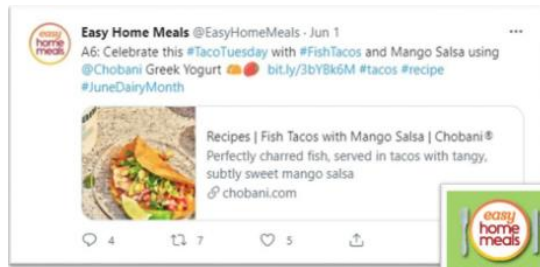 easy
home
meals
Easy Home Meals @EasyHomeMeals · Jun 1
A6: Celebrate this #TacoTuesday with #FishTacos and Mango Salsa using
@Chobani Greek Yogurt 🌮🥭 bit.ly/3bYBk6M #tacos #recipe
#JuneDairyMonth
Recipes | Fish Tacos with Mango Salsa | Chobani®
Perfectly charred fish, served in tacos with tangy,
subtly sweet mango salsa
chobani.com
4 7 5
easy
home
meals